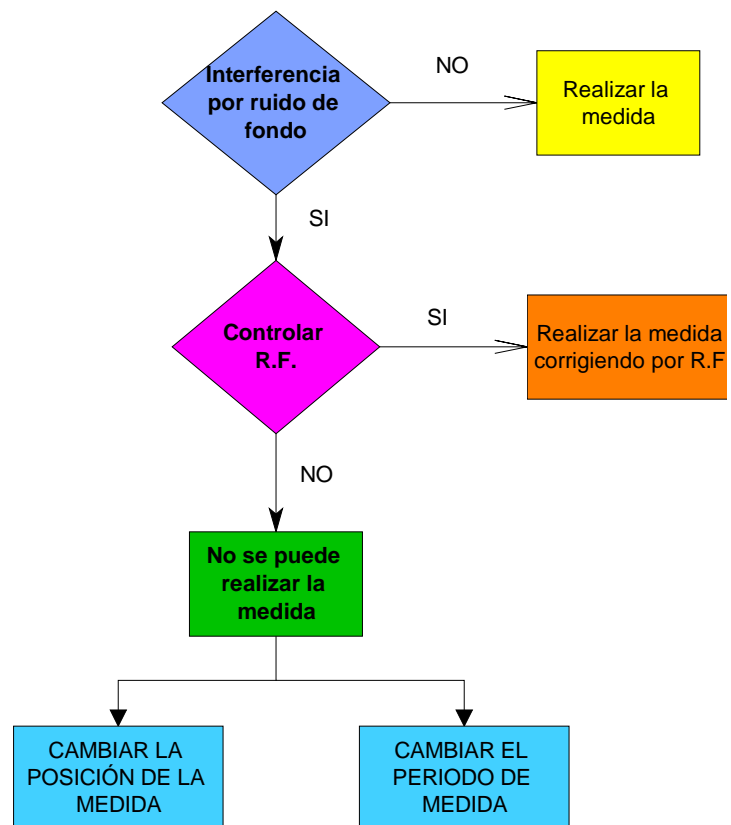 Interferencia
por ruido de
fondo
NO
Realizar la
medida
SI
Controlar
R.F.
SI
Realizar la medida
corrigiendo por R.F
NO
No se puede
realizar la
medida
CAMBIAR LA
POSICIÓN DE LA
MEDIDA
CAMBIAR EL
PERIODO DE
MEDIDA